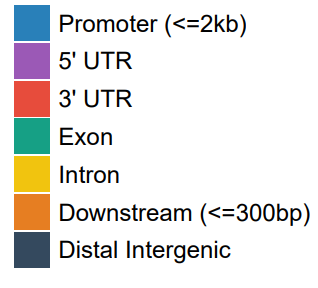 Promoter (<=2kb)
5' UTR
3' UTR
Exon
Intron
Downstream (<=300bp)
Distal Intergenic